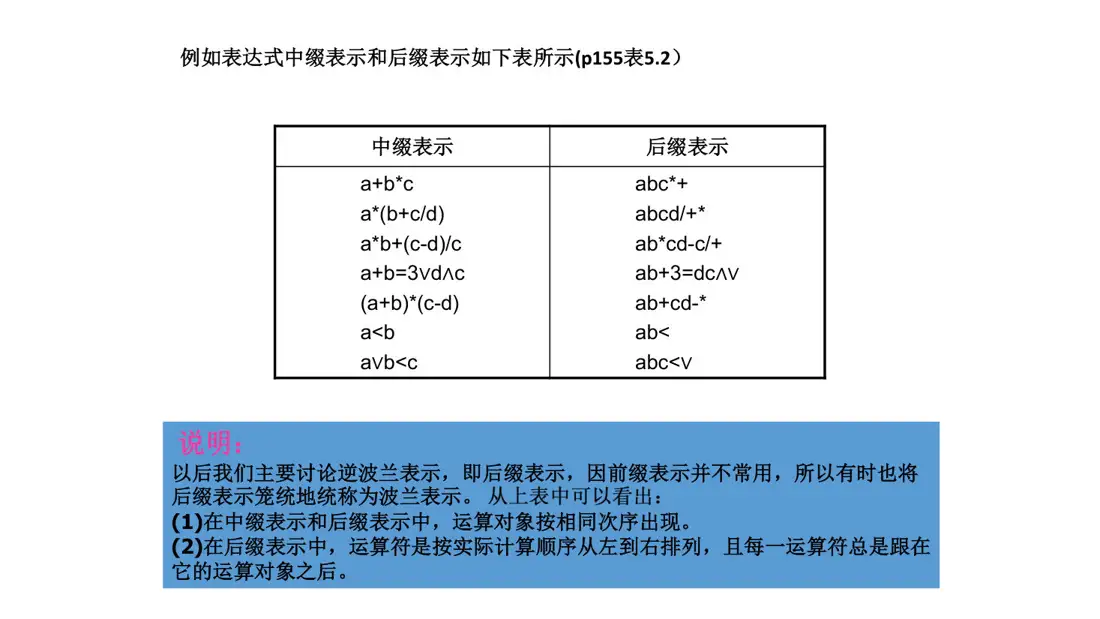 例如表达式中缀表示和后缀表示如下表所示(p155表5.2）
中缀表示 后缀表示
a+b*c abc*+
a*(b+c/d) abcd/+*
a*b+(c-d)/c ab*cd-c/+
a+b=3∨d∧c ab+3=dc∧∨
(a+b)*(c-d) ab+cd-*
a<b ab<
a∨b<c abc<∨
说明:
以后我们主要讨论逆波兰表示，即后缀表示，因前缀表示并不常用，所以有时也将
后缀表示笼统地统称为波兰表示。 从上表中可以看出：
(1)在中缀表示和后缀表示中，运算对象按相同次序出现。
(2)在后缀表示中，运算符是按实际计算顺序从左到右排列，且每一运算符总是跟在
它的运算对象之后。